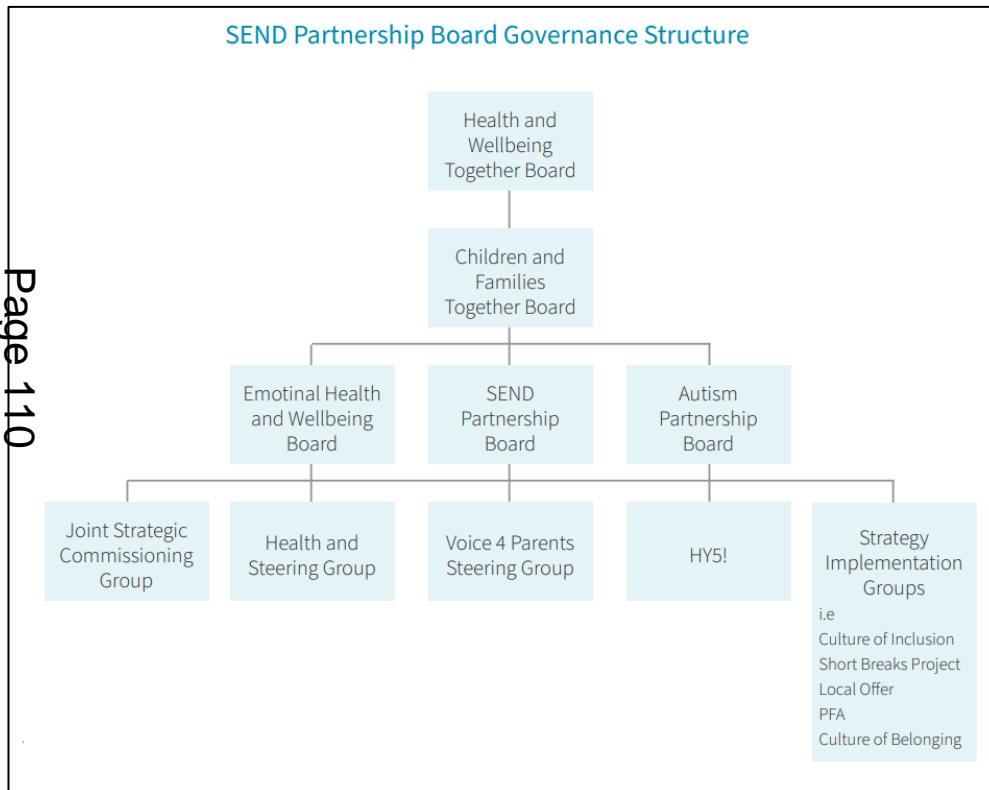 SEND Partnership Board Governance Structure
Health and
Wellbeing
Together Board
Children and
Families
Together Board
Emotinal Health
and Wellbeing
Board
SEND
Partnership
Board
Autism
Partnership
Board
Joint Strategic
Commissioning
Group
Health and
Steering Group
Voice 4 Parents
Steering Group
HY5!
Strategy
Implementation
Groups
i.e
Culture of Inclusion
Short Breaks Project
Local Offer
PFA
Culture of Belonging
Page 110